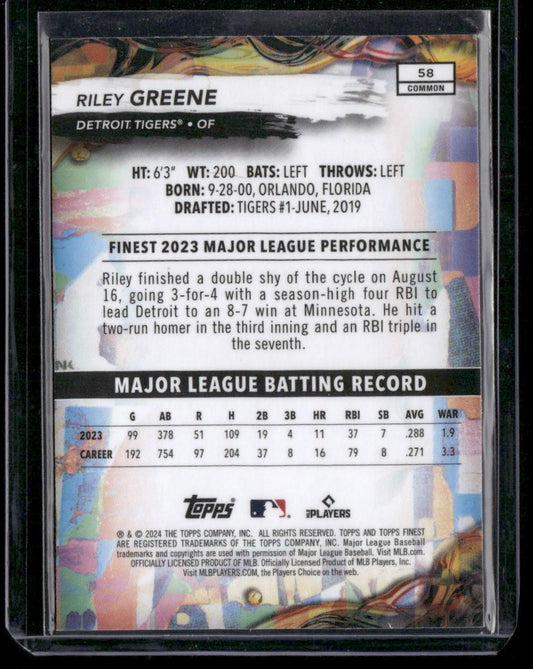 58
COMMON
RILEY GREENE
DETROIT TIGERS® • OF
HT: 6'3" WT: 200 BATS: LEFT THROWS: LEFT
BORN: 9-28-00, ORLANDO, FLORIDA
DRAFTED: TIGERS #1-JUNE, 2019
FINEST 2023 MAJOR LEAGUE PERFORMANCE
Riley finished a double shy of the cycle on August
16, going 3-for-4 with a season-high four RBI to
lead Detroit to an 8-7 win at Minnesota. He hit a
two-run homer in the third inning and an RBI triple in
the seventh.
MAJOR LEAGUE BATTING RECORD
G AB R H 2B 3B HR RBI SB AVG WAR
2023 99 378 51 109 19 4 11 37 7 .288 1.9
CAREER 192 754 97 204 37 8 16 79 8 .271 3.3
Topps PLAYERS
® & © 2024 THE TOPPS COMPANY, INC. ALL RIGHTS RESERVED. TOPPS AND TOPPS FINEST
ARE REGISTERED TRADEMARKS OF THE TOPPS COMPANY, INC. Major League Baseball
trademarks and copyrights are used with permission of Major League Baseball. Visit MLB.com.
OFFICIALLY LICENSED PRODUCT OF MLB. Officially Licensed Product of MLB Players, Inc.
Visit MLBPLAYERS.COM, the Players Choice on the web.